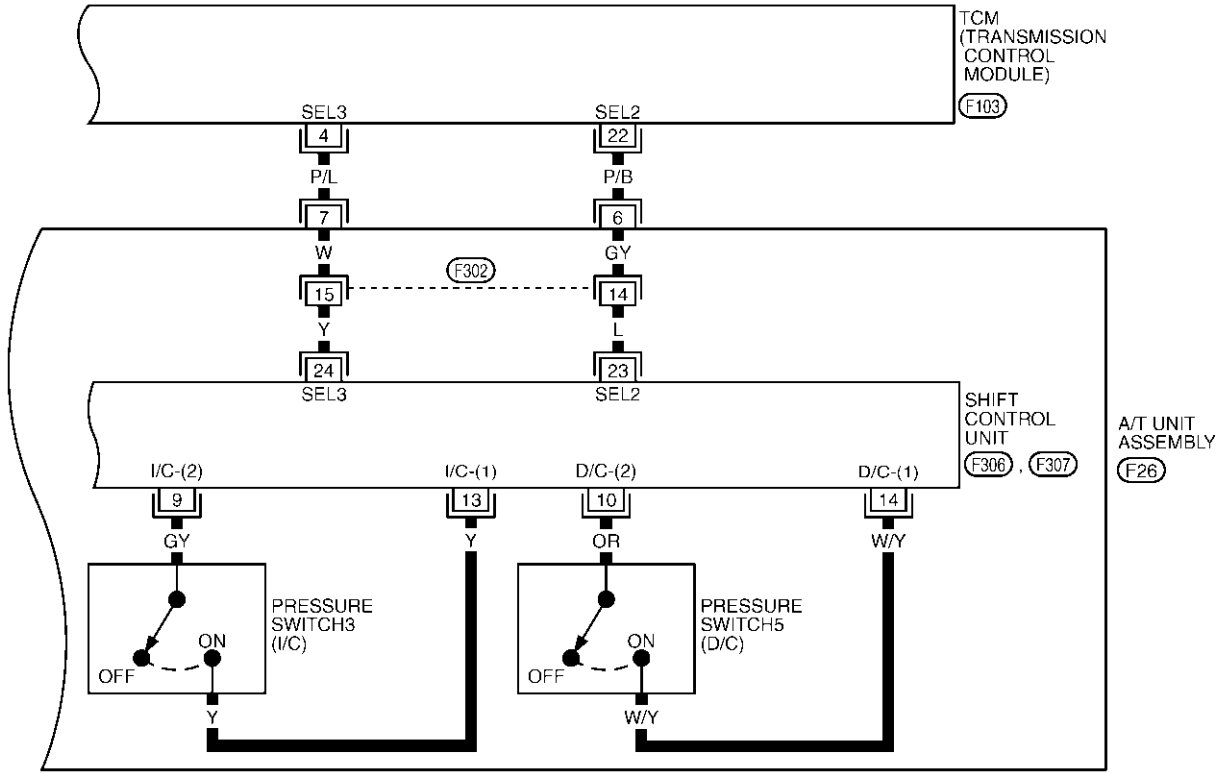 TCM
(TRANSMISSION
CONTROL
MODULE)
F103
SEL3 SEL2
4 22
P/L P/B
7 6
W GY
F302
15 14
Y L
24 23
SEL3 SEL2
SHIFT
CONTROL
UNIT
F306 , F307
A/T UNIT
ASSEMBLY
F26
I/C-(2) I/C-(1) D/C-(2) D/C-(1)
9 13 10 14
GY Y OR W/Y
PRESSURE
SWITCH3
(I/C)
OFF ON
PRESSURE
SWITCH5
(D/C)
OFF ON
Y W/Y